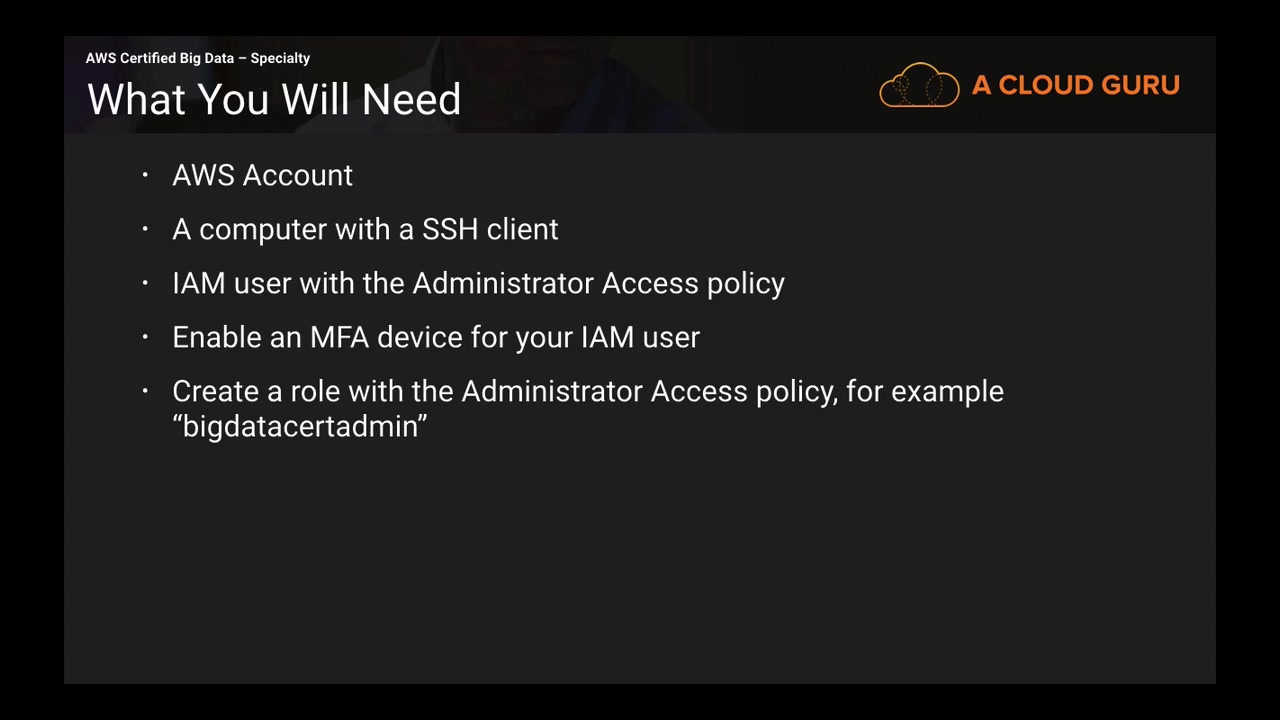 AWS Certified Big Data – Specialty
What You Will Need
A CLOUD GURU
· AWS Account
· A computer with a SSH client
· IAM user with the Administrator Access policy
· Enable an MFA device for your IAM user
· Create a role with the Administrator Access policy, for example
“bigdatacertadmin”